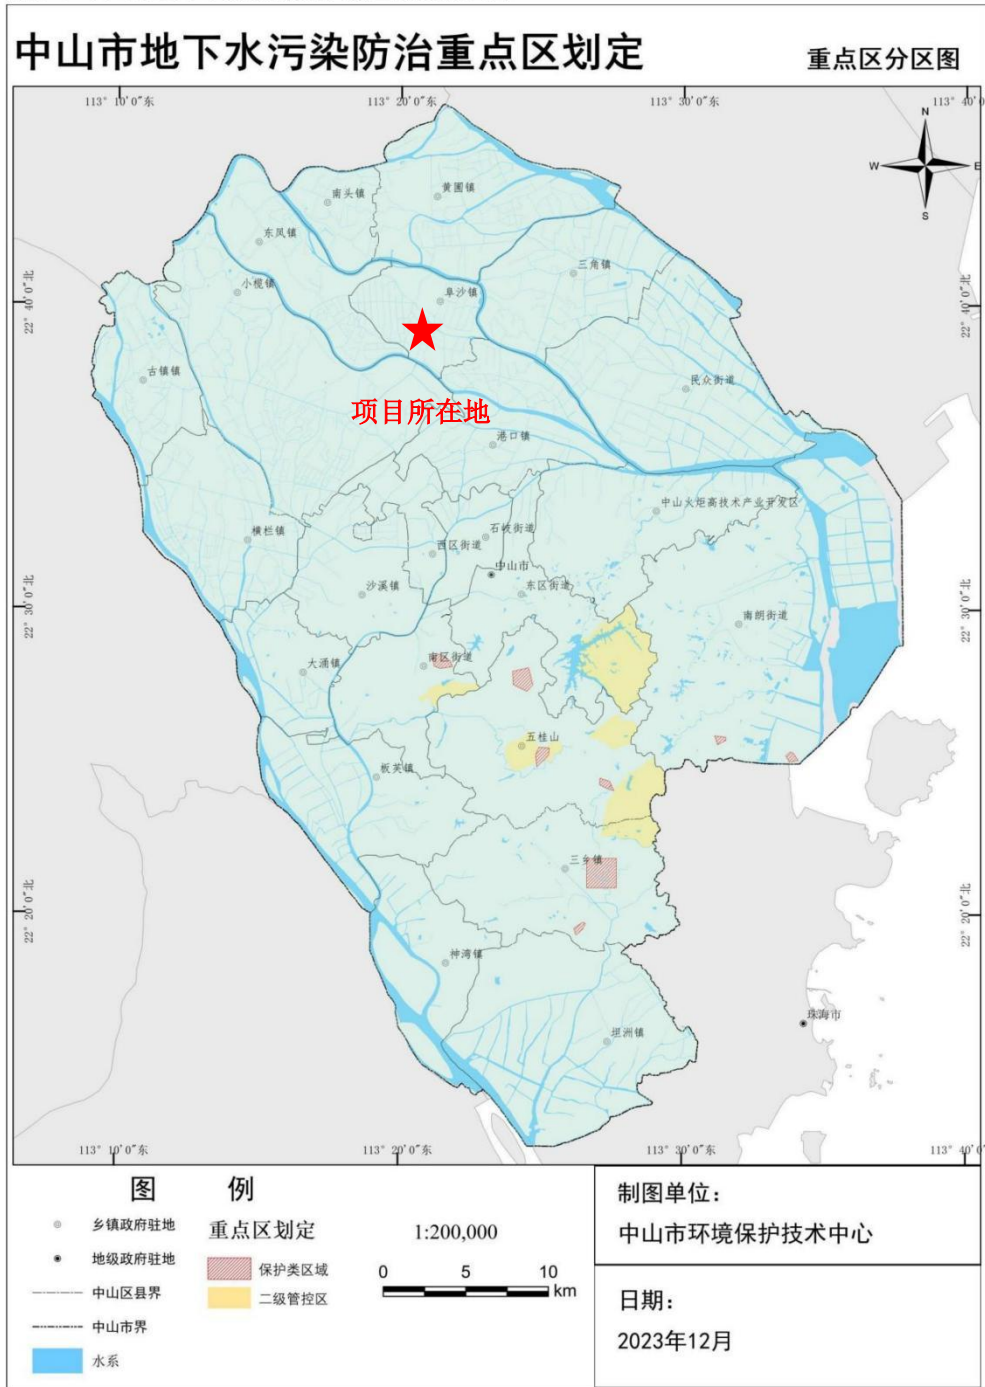 中山市地下水污染防治重点区划定
重点区分区图
113° 10′0″东
113° 20′0″东
113° 30′0″东
113° 40′0
N
W
E
S
南头镇
黄圃镇
东凤镇
三角镇
小榄镇
阜沙镇
22° 40′0″北
22° 40′0″北
古镇镇
民众街道
项目所在地
港口镇
中山火炬高技术产业开发区
横栏镇
石岐街道
西区街道
中山市
沙溪镇
东区街道
22° 30′0″北
22° 30′0″北
南朗街道
大涌镇
南区街道
五桂山
板芙镇
三乡镇
22° 20′0″北
22° 20′0″北
神湾镇
珠海市
坦洲镇
113° 10′0″东
113° 20′0″东
113° 30′0″东
113° 40′0
图 例
乡镇政府驻地
地级政府驻地
中山区县界
中山市界
水系
重点区划定
保护类区域
二级管控区
1:200,000
0 5 10
km
制图单位：
中山市环境保护技术中心
日期：
2023年12月